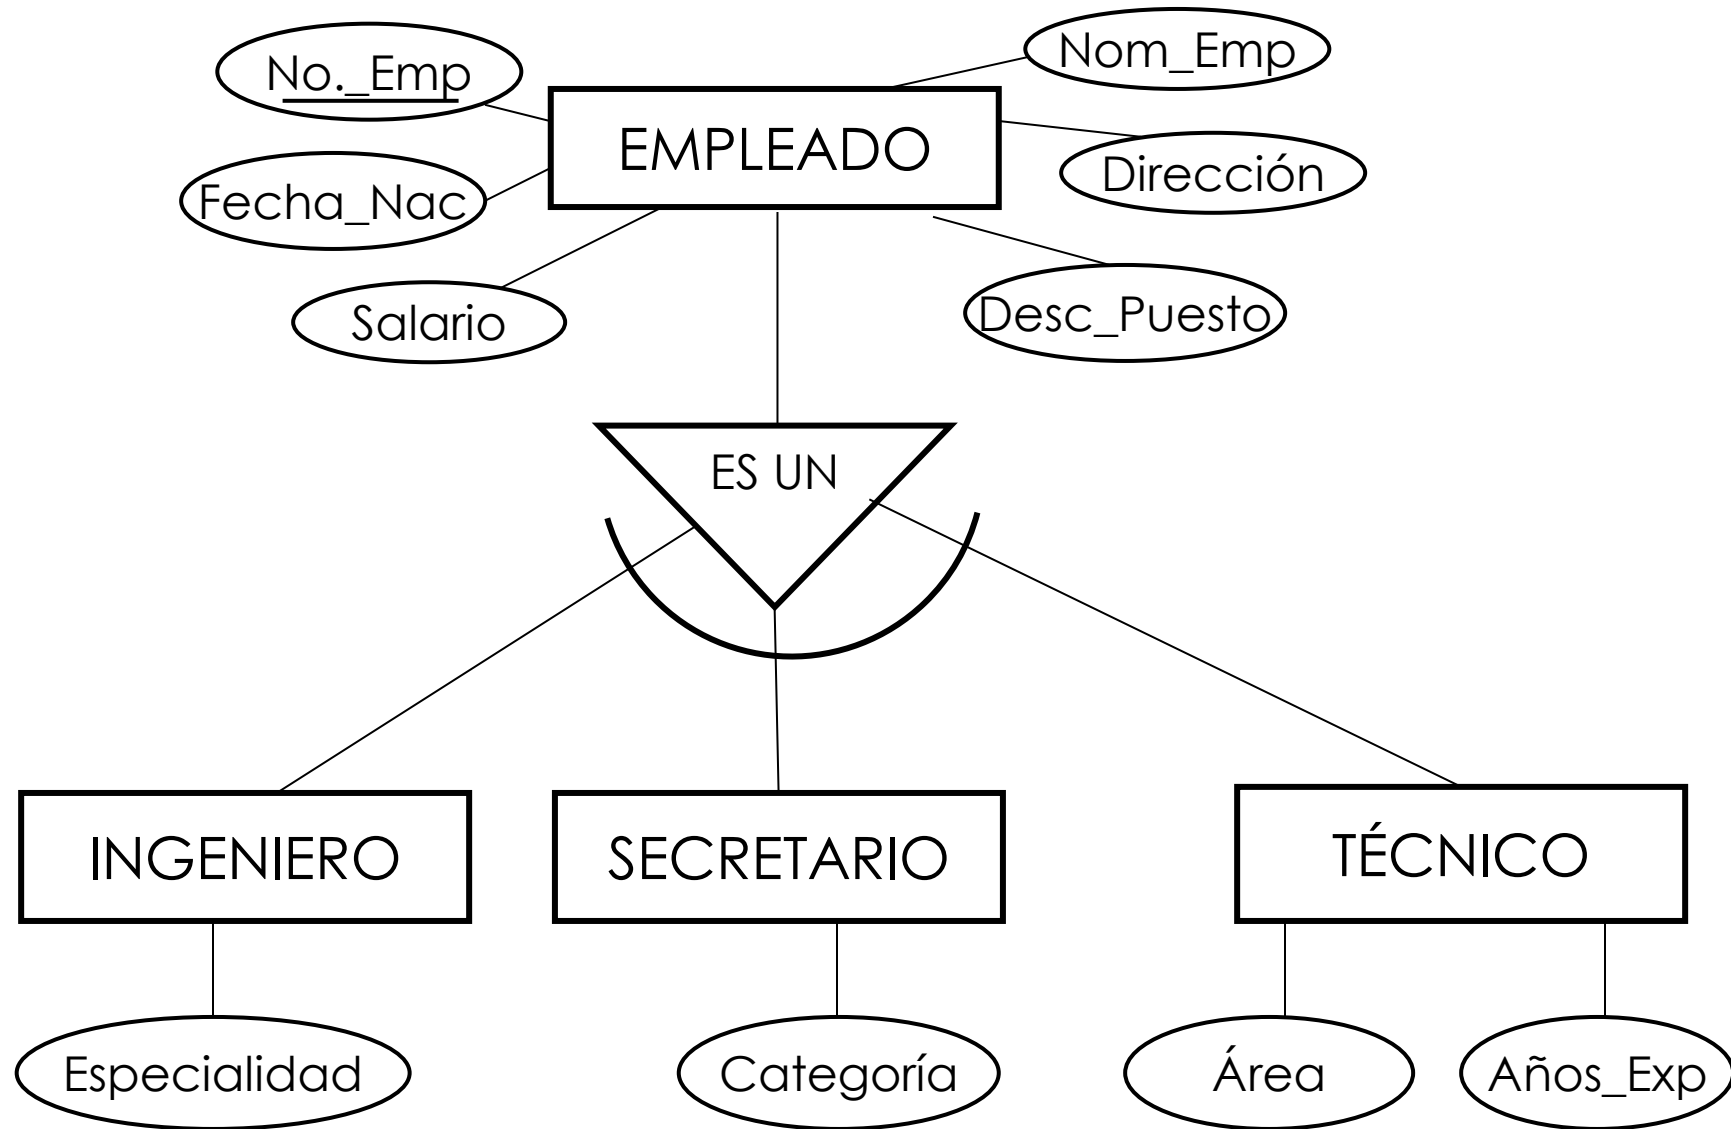 No._Emp
Nom_Emp
EMPLEADO
Fecha_Nac
Dirección
Salario
Desc_Puesto
ES UN
INGENIERO
SECRETARIO
TÉCNICO
Especialidad
Categoría
Área
Años_Exp